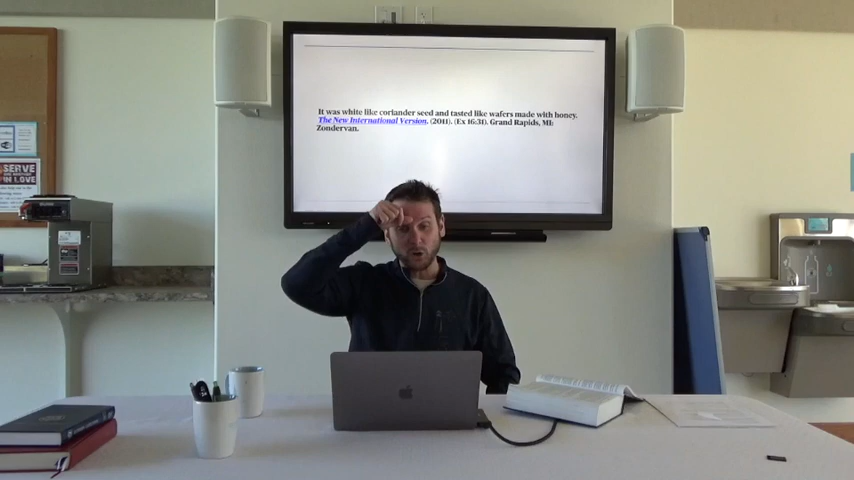 It was white like coriander seed and tasted like wafers made with honey.
The New International Version. (2011). (Ex 16:31). Grand Rapids, MI:
Zondervan.
SERVE
IN LOVE